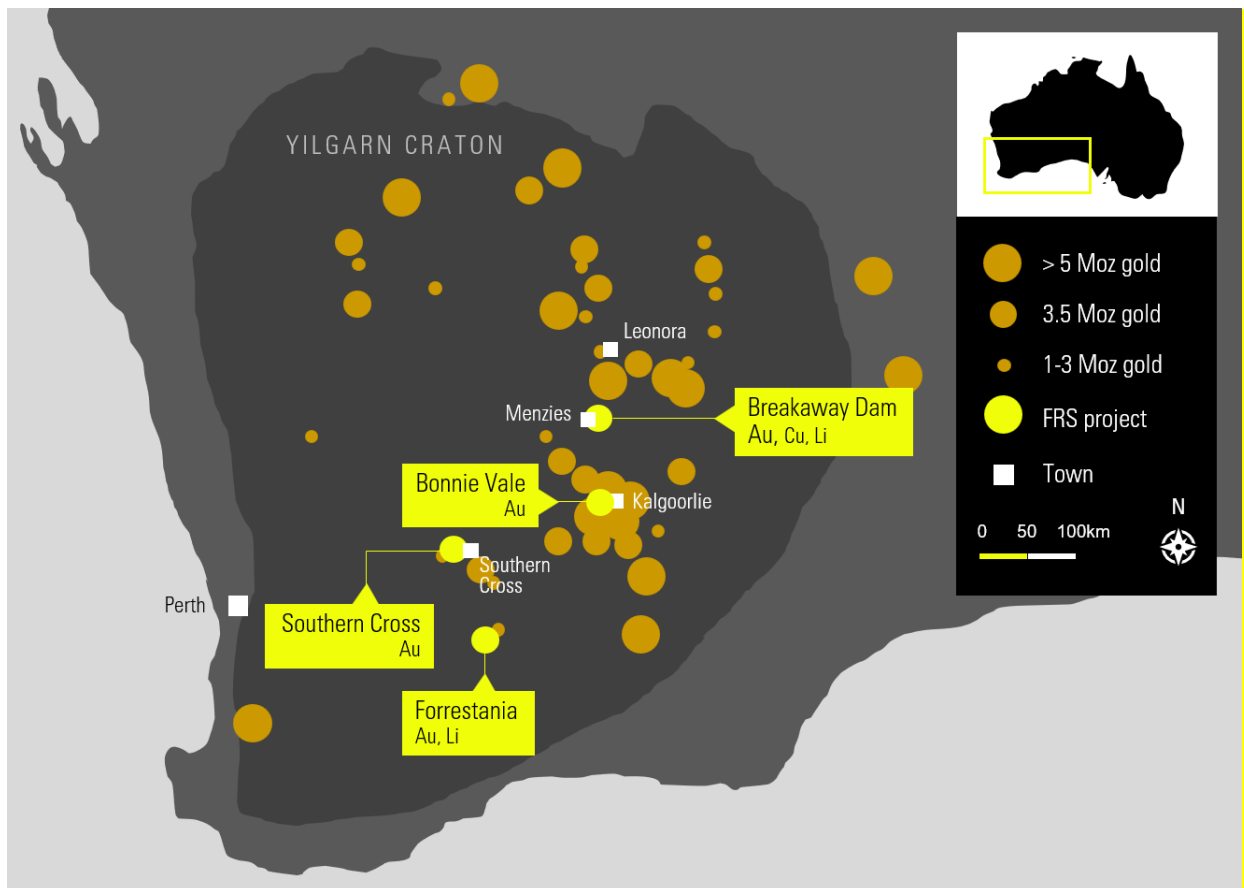 YILGARN CRATON
> 5 Moz gold
3.5 Moz gold
1-3 Moz gold
FRS project
Town
N
0 50 100km
Leonora
Menzies
Breakaway Dam
Au, Cu, Li
Bonnie Vale
Au
Kalgoorlie
Southern
Cross
Perth
Southern Cross
Au
Forrestania
Au, Li